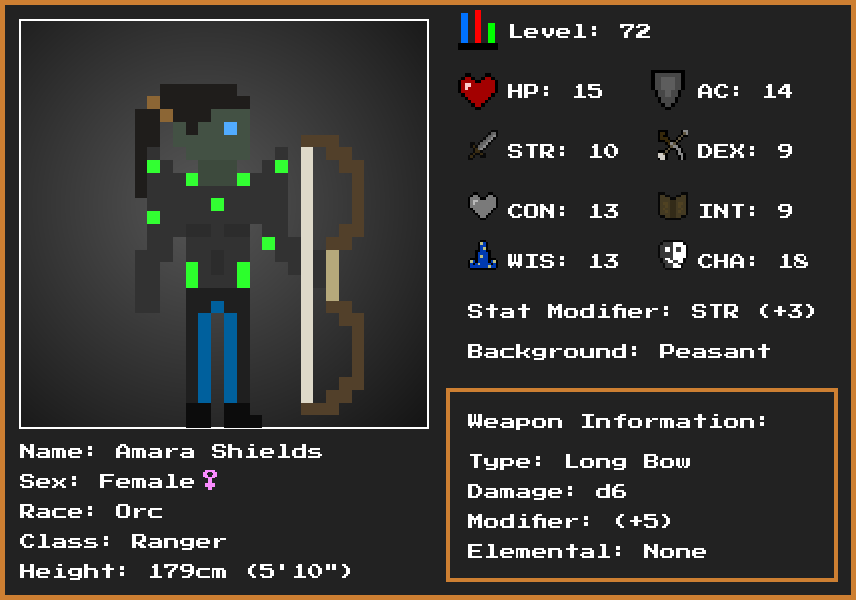 Level: 72
HP: 15 AC: 14
STR: 10 DEX: 9
CON: 13 INT: 9
WIS: 13 CHA: 18
Stat Modifier: STR (+3)
Background: Peasant
Weapon Information:
Type: Long Bow
Damage: d6
Modifier: (+5)
Elemental: None
Name: Amara Shields
Sex: Female♀
Race: Orc
Class: Ranger
Height: 179cm (5'10")